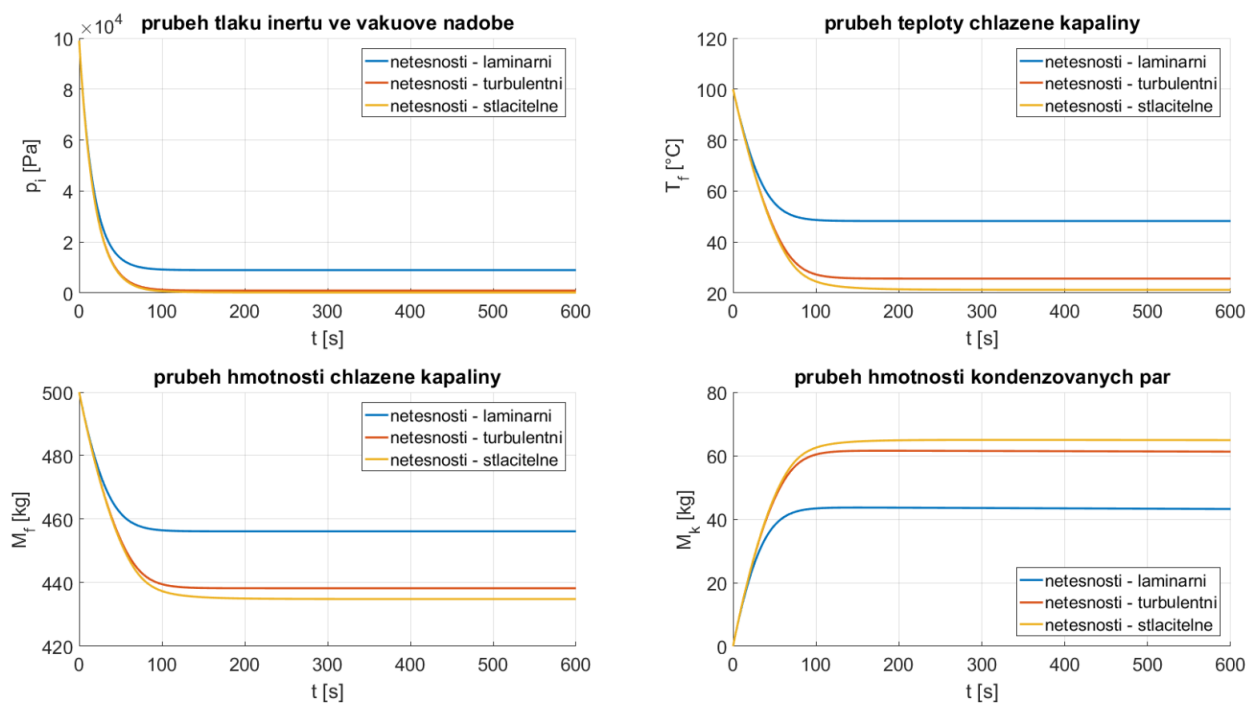 prubeh tlaku inertu ve vakuove nadobe
×10⁴
10
8
6
4
2
0
p_i [Pa]
netesnosti - laminarni
netesnosti - turbulentni
netesnosti - stlacitelne
0 100 200 300 400 500 600
t [s]
prubeh teploty chlazene kapaliny
120
100
80
60
40
20
T_f [°C]
netesnosti - laminarni
netesnosti - turbulentni
netesnosti - stlacitelne
0 100 200 300 400 500 600
t [s]
prubeh hmotnosti chlazene kapaliny
500
480
460
440
420
M_f [kg]
netesnosti - laminarni
netesnosti - turbulentni
netesnosti - stlacitelne
0 100 200 300 400 500 600
t [s]
prubeh hmotnosti kondenzovanych par
80
60
40
20
0
M_k [kg]
netesnosti - laminarni
netesnosti - turbulentni
netesnosti - stlacitelne
0 100 200 300 400 500 600
t [s]